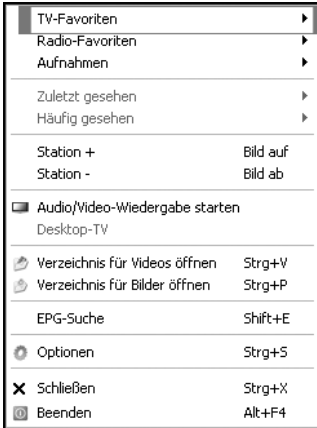 TV-Favoriten
Radio-Favoriten
Aufnahmen
Zuletzt gesehen
Häufig gesehen
Station + Bild auf
Station - Bild ab
Audio/Video-Wiedergabe starten
Desktop-TV
Verzeichnis für Videos öffnen Strg+V
Verzeichnis für Bilder öffnen Strg+P
EPG-Suche Shift+E
Optionen Strg+S
Schließen Strg+X
Beenden Alt+F4